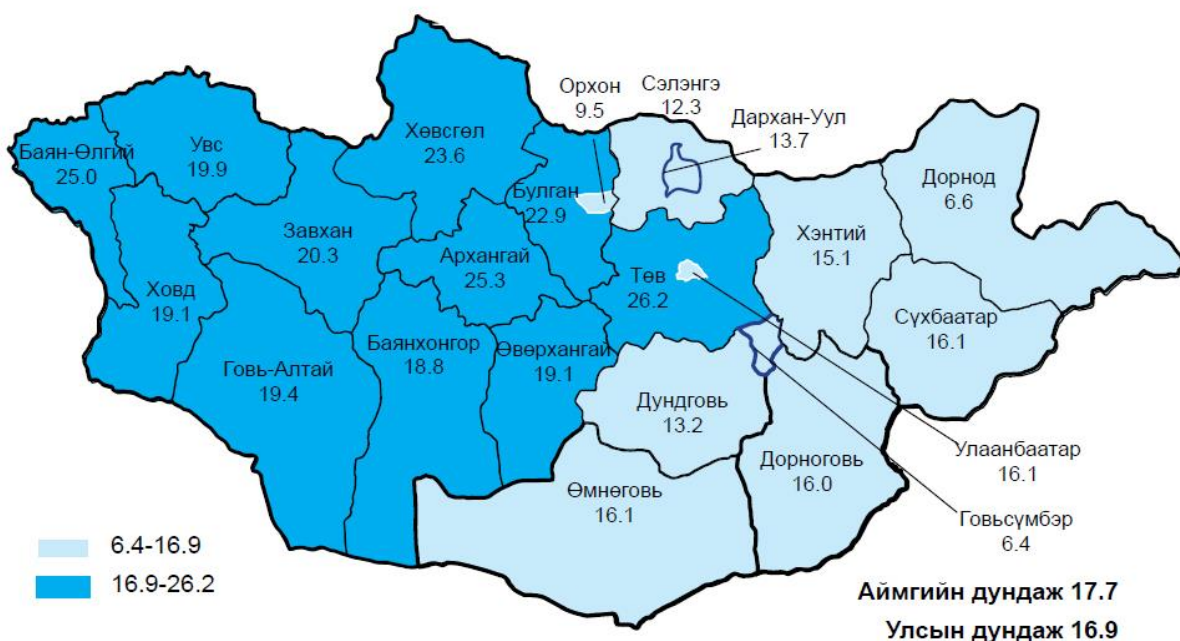 Орхон
9.5
Сэлэнгэ
12.3
Дархан-Уул
13.7
Хөвсгөл
23.6
Баян-Өлгий
25.0
Увс
19.9
Булган
22.9
Дорнод
6.6
Завхан
20.3
Архангай
25.3
Төв
26.2
Хэнтий
15.1
Ховд
19.1
Сүхбаатар
16.1
Говь-Алтай
19.4
Баянхонгор
18.8
Өвөрхангай
19.1
Дундговь
13.2
Улаанбаатар
16.1
Дорноговь
16.0
Өмнөговь
16.1
Говьсүмбэр
6.4
6.4-16.9
16.9-26.2
Аймгийн дундаж 17.7
Улсын дундаж 16.9